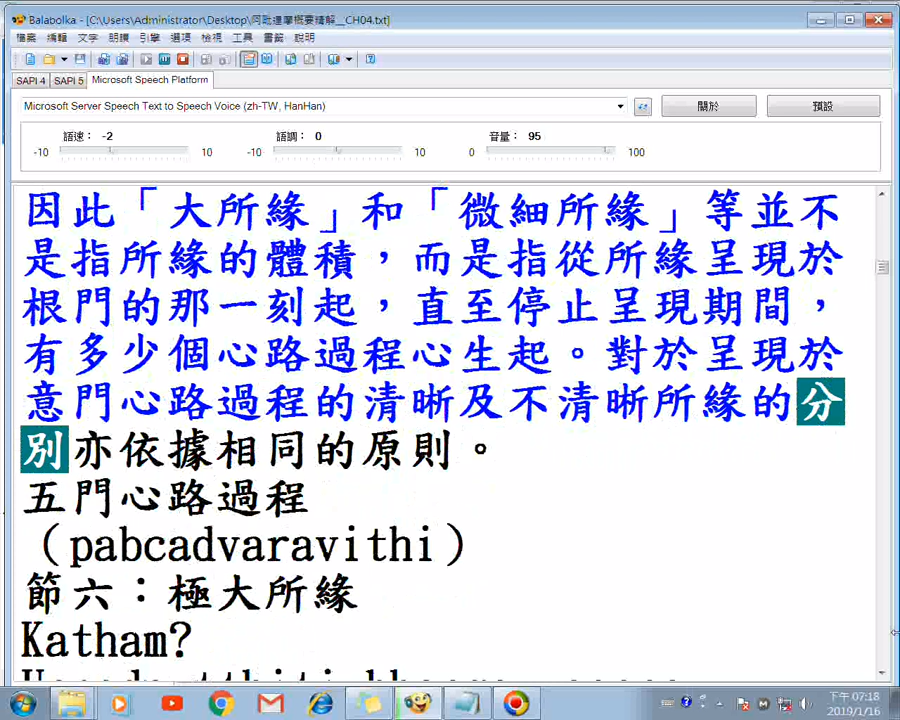 Balabolka - [C:\Users\Administrator\Desktop\阿毗達摩概要精解__CH04.txt]
檔案 編輯 文字 朗讀 引擎 選項 檢視 工具 書籤 說明
SAPI 4 SAPI 5 Microsoft Speech Platform
Microsoft Server Speech Text to Speech Voice (zh-TW, HanHan) 關於 預設
語速： -2 語調： 0 音量： 95
-10 10 -10 10 0 100
因此「大所緣」和「微細所緣」等並不
是指所緣的體積，而是指從所緣呈現於
根門的那一刻起，直至停止呈現期間，
有多少個心路過程心生起。對於呈現於
意門心路過程的清晰及不清晰所緣的分
別亦依據相同的原則。
五門心路過程
（pabcadvaravithi）
節六：極大所緣
Katham?
下午 07:18
2019/1/16